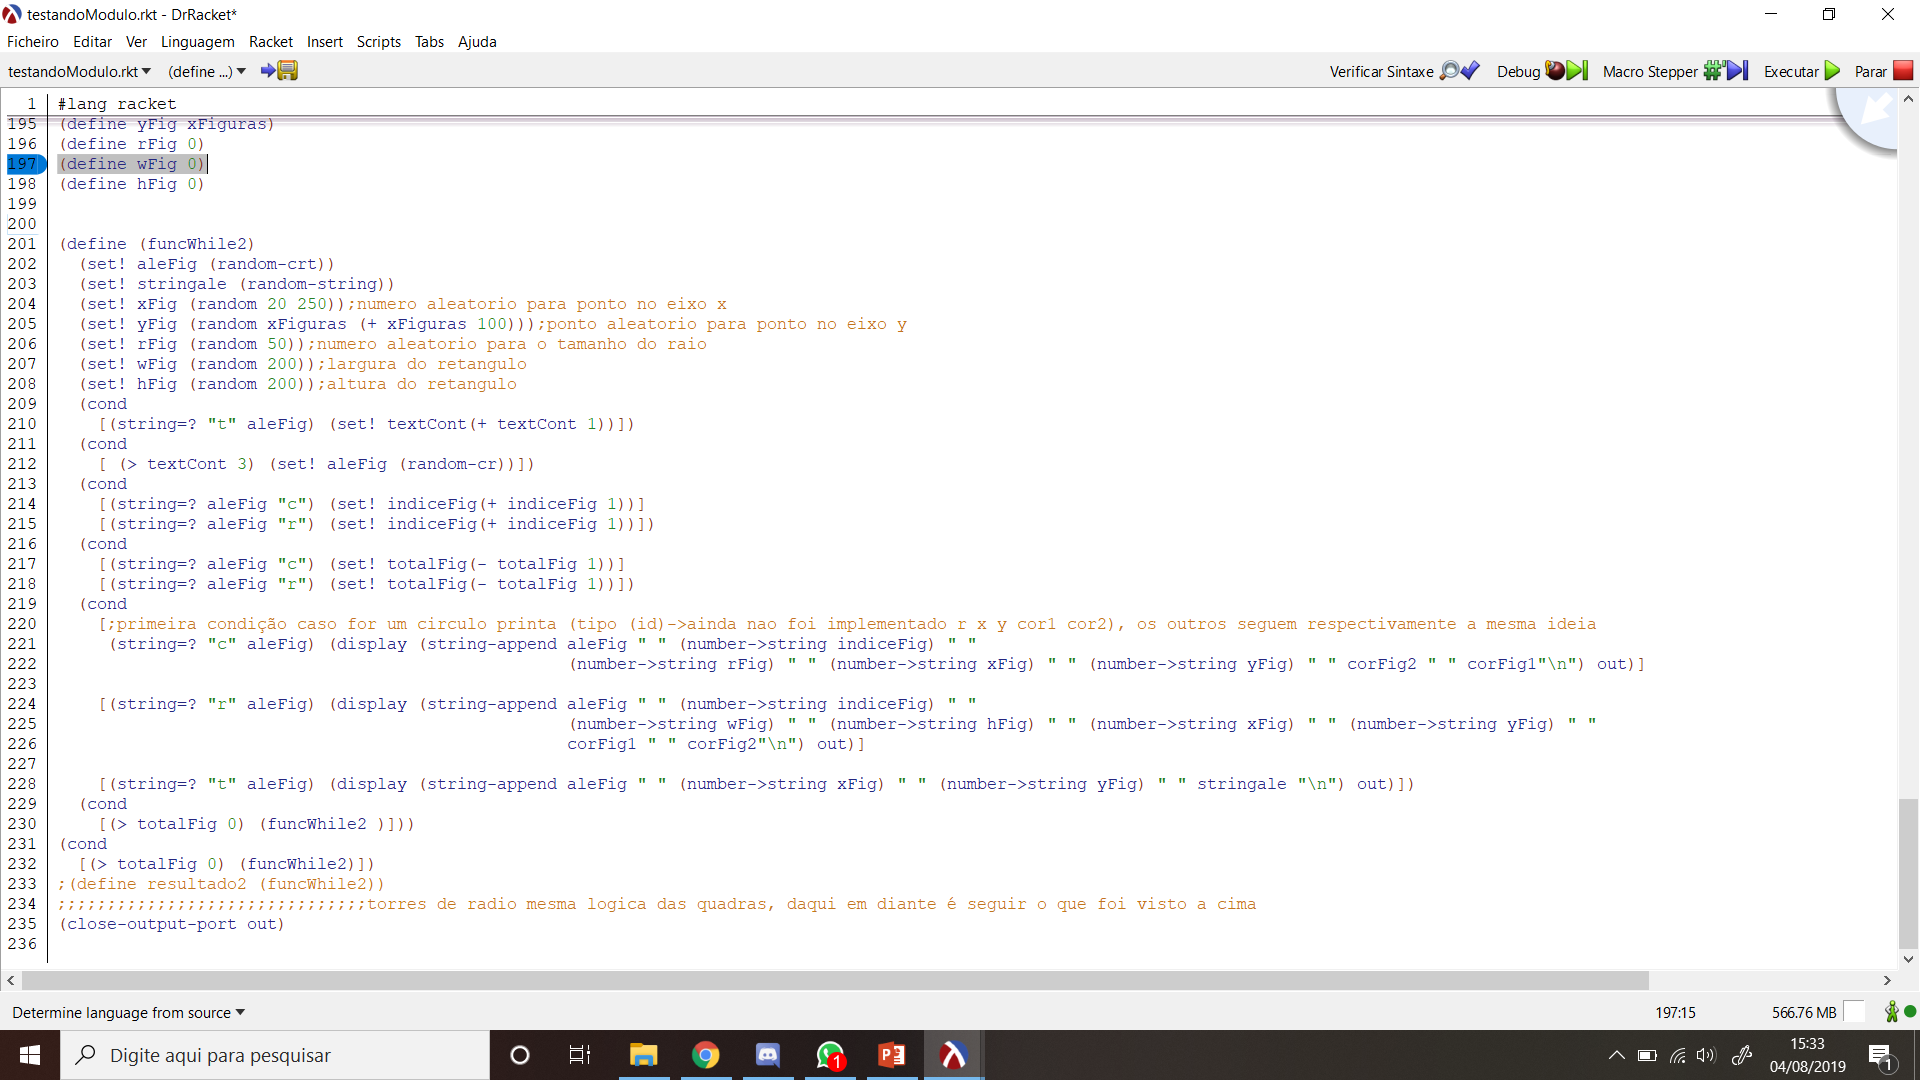 testandoModulo.rkt - DrRacket*
Ficheiro Editar Ver Linguagem Racket Insert Scripts Tabs Ajuda
testandoModulo.rkt (define ...) Verificar Sintaxe Debug Macro Stepper Executar Parar
1 #lang racket
195 (define yFig xFiguras)
196 (define rFig 0)
197 (define wFig 0)
198 (define hFig 0)
199
200
201 (define (funcWhile2)
202 (set! aleFig (random-crt))
203 (set! stringale (random-string))
204 (set! xFig (random 20 250));numero aleatorio para ponto no eixo x
205 (set! yFig (random xFiguras (+ xFiguras 100)));ponto aleatorio para ponto no eixo y
206 (set! rFig (random 50));numero aleatorio para o tamanho do raio
207 (set! wFig (random 200));largura do retangulo
208 (set! hFig (random 200));altura do retangulo
209 (cond
210 [(string=? "t" aleFig) (set! textCont(+ textCont 1))])
211 (cond
212 [ (> textCont 3) (set! aleFig (random-cr))])
213 (cond
214 [(string=? aleFig "c") (set! indiceFig(+ indiceFig 1))]
215 [(string=? aleFig "r") (set! indiceFig(+ indiceFig 1))])
216 (cond
217 [(string=? aleFig "c") (set! totalFig(- totalFig 1))]
218 [(string=? aleFig "r") (set! totalFig(- totalFig 1))])
219 (cond
220 [;primeira condição caso for um circulo printa (tipo (id)->ainda nao foi implementado r x y cor1 cor2), os outros seguem respectivamente a mesma ideia
221 (string=? "c" aleFig) (display (string-append aleFig " " (number->string indiceFig) " "
222 (number->string rFig) " " (number->string xFig) " " (number->string yFig) " " corFig2 " " corFig1"\n") out)]
223
224 [(string=? "r" aleFig) (display (string-append aleFig " " (number->string indiceFig) " "
225 (number->string wFig) " " (number->string hFig) " " (number->string xFig) " " (number->string yFig) " "
226 corFig1 " " corFig2"\n") out)]
227
228 [(string=? "t" aleFig) (display (string-append aleFig " " (number->string xFig) " " (number->string yFig) " " stringale "\n") out)])
229 (cond
230 [(> totalFig 0) (funcWhile2 )]))
231 (cond
232 [(> totalFig 0) (funcWhile2)])
233 ;(define resultado2 (funcWhile2))
234 ;;;;;;;;;;;;;;;;;;;;;;;;;;;;;;;torres de radio mesma logica das quadras, daqui em diante é seguir o que foi visto a cima
235 (close-output-port out)
236
Determine language from source 197:15 566.76 MB
Digite aqui para pesquisar 1 15:33
04/08/2019 1